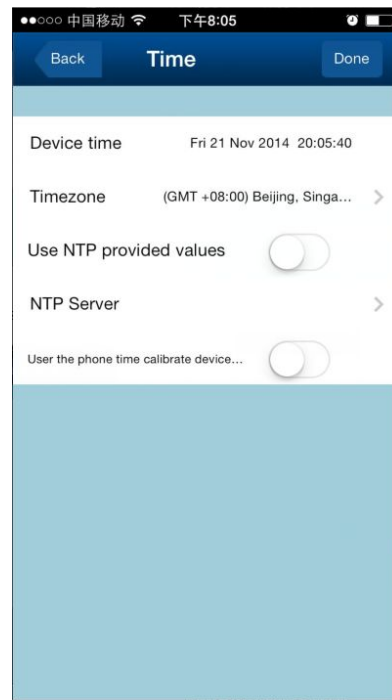 中国移动 下午8:05
Back Time Done
Device time Fri 21 Nov 2014 20:05:40
Timezone (GMT +08:00) Beijing, Singa...
Use NTP provided values
NTP Server
User the phone time calibrate device...